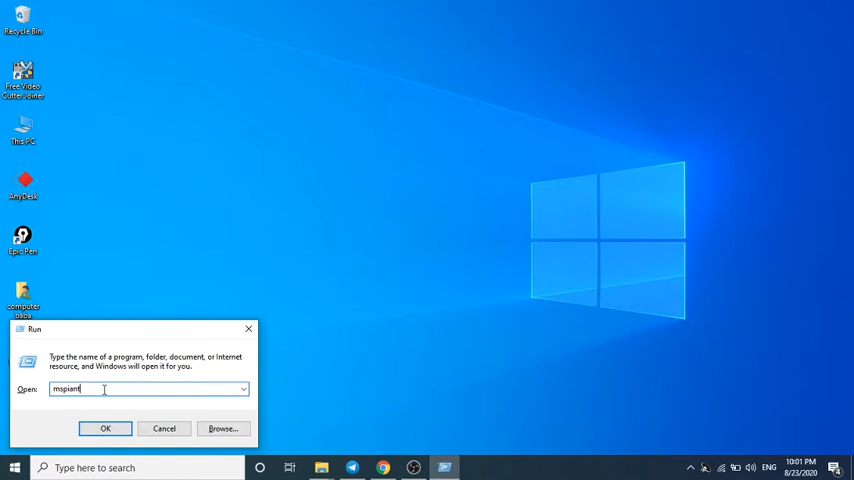 Recycle Bin
Free Video
Cutter Joiner
This PC
AnyDesk
Epic Pen
computer
baba
Run
Type the name of a program, folder, document, or Internet
resource, and Windows will open it for you.
Open:
mspiant
OK
Cancel
Browse...
Type here to search
ENG
10:01 PM
8/23/2020
4